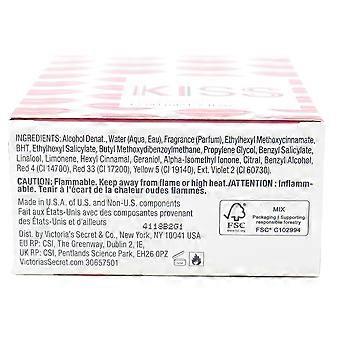 KISS
INGREDIENTS: Alcohol Denat., Water (Aqua, Eau), Fragrance (Parfum), Ethylhexyl Methoxycinnamate,
BHT, Ethylhexyl Salicylate, Butyl Methoxydibenzoylmethane, Propylene Glycol, Benzyl Salicylate,
Linalool, Limonene, Hexyl Cinnamal, Geraniol, Alpha-Isomethyl Ionone, Citral, Benzyl Alcohol,
Red 4 (CI 14700), Red 33 (CI 17200), Yellow 5 (CI 19140), Ext. Violet 2 (CI 60730).
CAUTION: Flammable. Keep away from flame or high heat. / ATTENTION : Inflamm-
able. Tenir à l'écart de la chaleur ou des flammes.
Made in U.S.A. of U.S. and Non-U.S. components
Fait aux États-Unis avec des composantes provenant
des États-Unis et d'ailleurs
4113B2G1
Dist. by Victoria's Secret & Co., New York, NY 10041 USA
EU RP: CSI, The Greenway, Dublin 2, IE
UK RP: CSI, Pentlands Science Park, EH26 0PZ
VictoriasSecret.com 30657501
FSC
MIX
Packaging | Supporting
responsible forestry
FSC® C102994